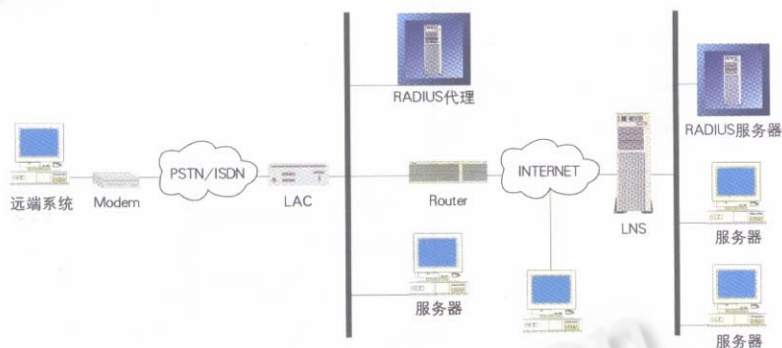 RADIUS代理
RADIUS服务器
PSTN/ISDN
INTERNET
远端系统
Modem
LAC
Router
LNS
服务器
服务器
服务器